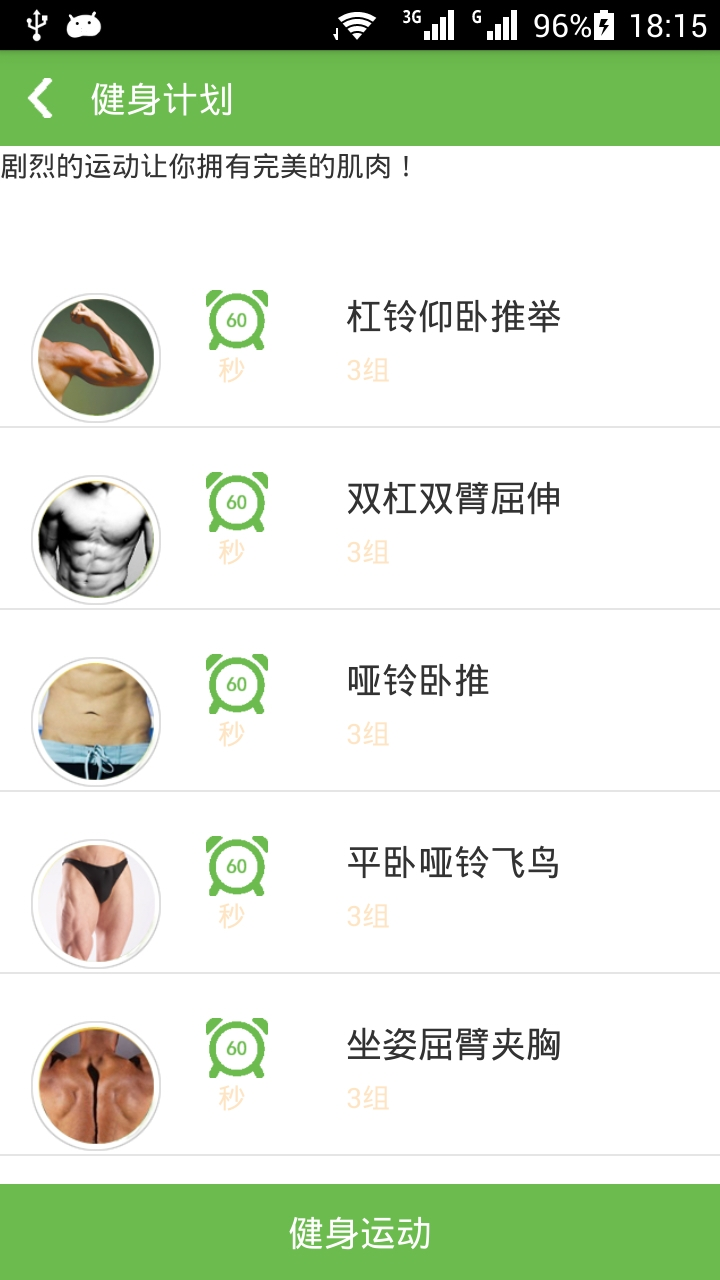 3G G 96% 18:15
健身计划
剧烈的运动让你拥有完美的肌肉！
60 杠铃仰卧推举
秒 3组
60 双杠双臂屈伸
秒 3组
60 哑铃卧推
秒 3组
60 平卧哑铃飞鸟
秒 3组
60 坐姿屈臂夹胸
秒 3组
健身运动